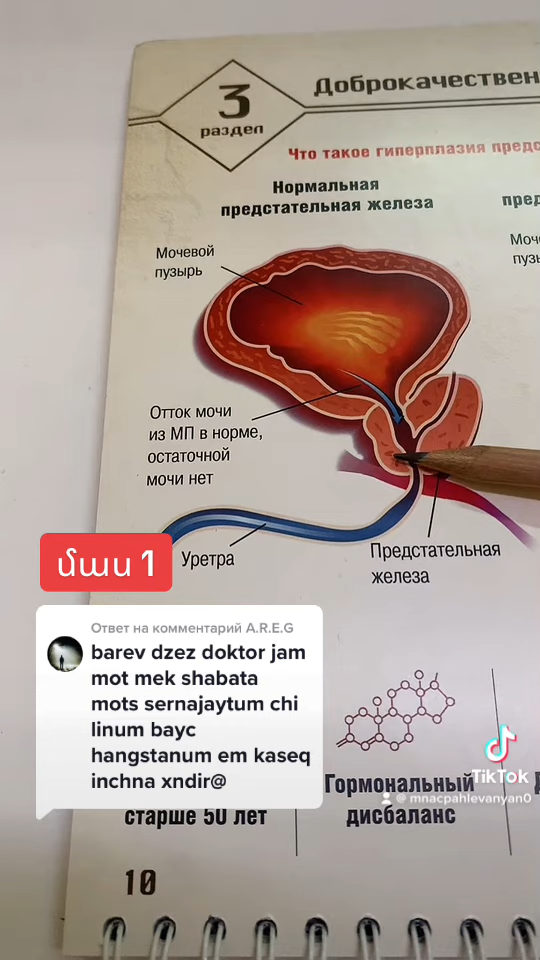 3
раздел
Доброкачествен
Что такое гиперплазия предс
Нормальная
предстательная железа
пред
Мочевой
пузырь
Моче
пузы
Отток мочи
из МП в норме,
остаточной
мочи нет
Уретра
Предстательная
железа
մաս 1
Ответ на комментарий A.R.E.G
barev dzez doktor jam
mot mek shabata
mots sernajaytum chi
linum bayc
hangstanum em kaseq
inchna xndir@
старше 50 лет
Гормональный
дисбаланс
TikTok
@ mnacpahlevanyan0
10